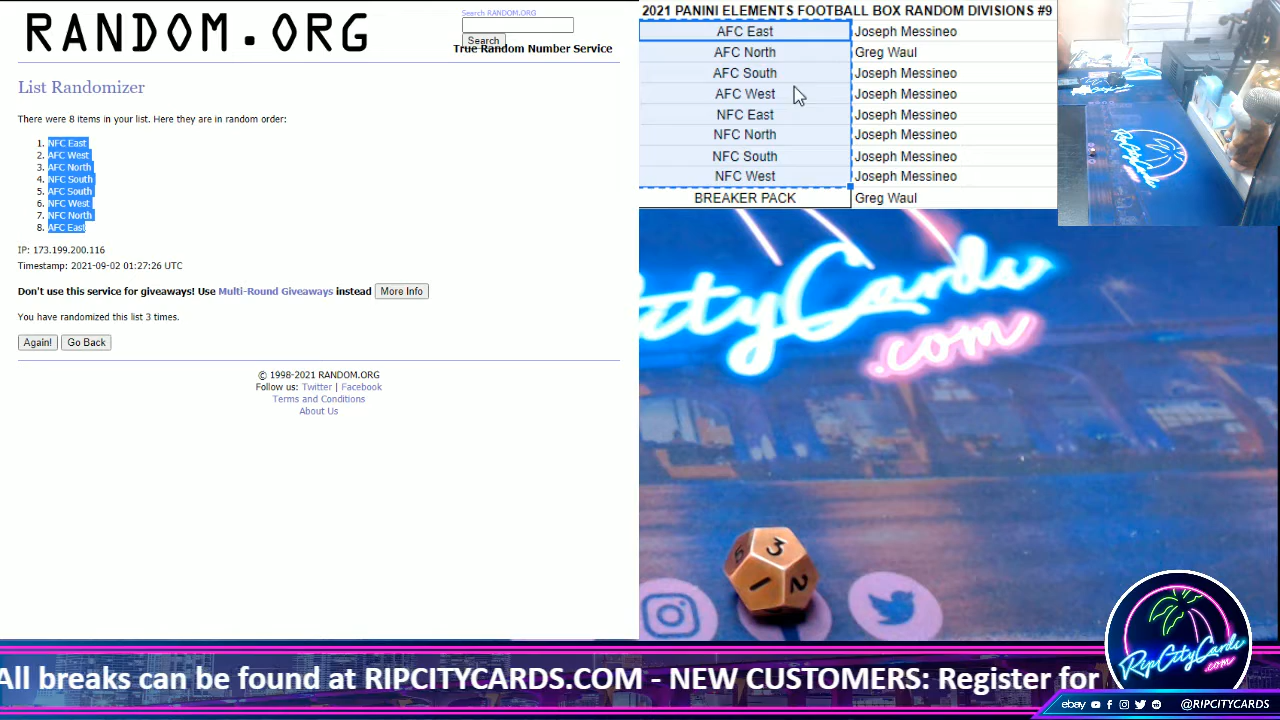 RANDOM.ORG
Search RANDOM.ORG
Search
True Random Number Service
List Randomizer
There were 8 items in your list. Here they are in random order:
1. NFC East
2. AFC West
3. AFC North
4. NFC South
5. AFC South
6. NFC West
7. NFC North
8. AFC East
IP: 173.199.200.116
Timestamp: 2021-09-02 01:27:26 UTC
Don't use this service for giveaways! Use Multi-Round Giveaways instead More Info
You have randomized this list 3 times.
Again! Go Back
© 1998-2021 RANDOM.ORG
Follow us: Twitter | Facebook
Terms and Conditions
About Us
2021 PANINI ELEMENTS FOOTBALL BOX RANDOM DIVISIONS #9
AFC East Joseph Messineo
AFC North Greg Waul
AFC South Joseph Messineo
AFC West Joseph Messineo
NFC East Joseph Messineo
NFC North Joseph Messineo
NFC South Joseph Messineo
NFC West Joseph Messineo
BREAKER PACK Greg Waul
pCityCards
.com
3
1
2
All breaks can be found at RIPCITYCARDS.COM - NEW CUSTOMERS: Register for
RipCityCards
.com
ebay @RIPCITYCARDS